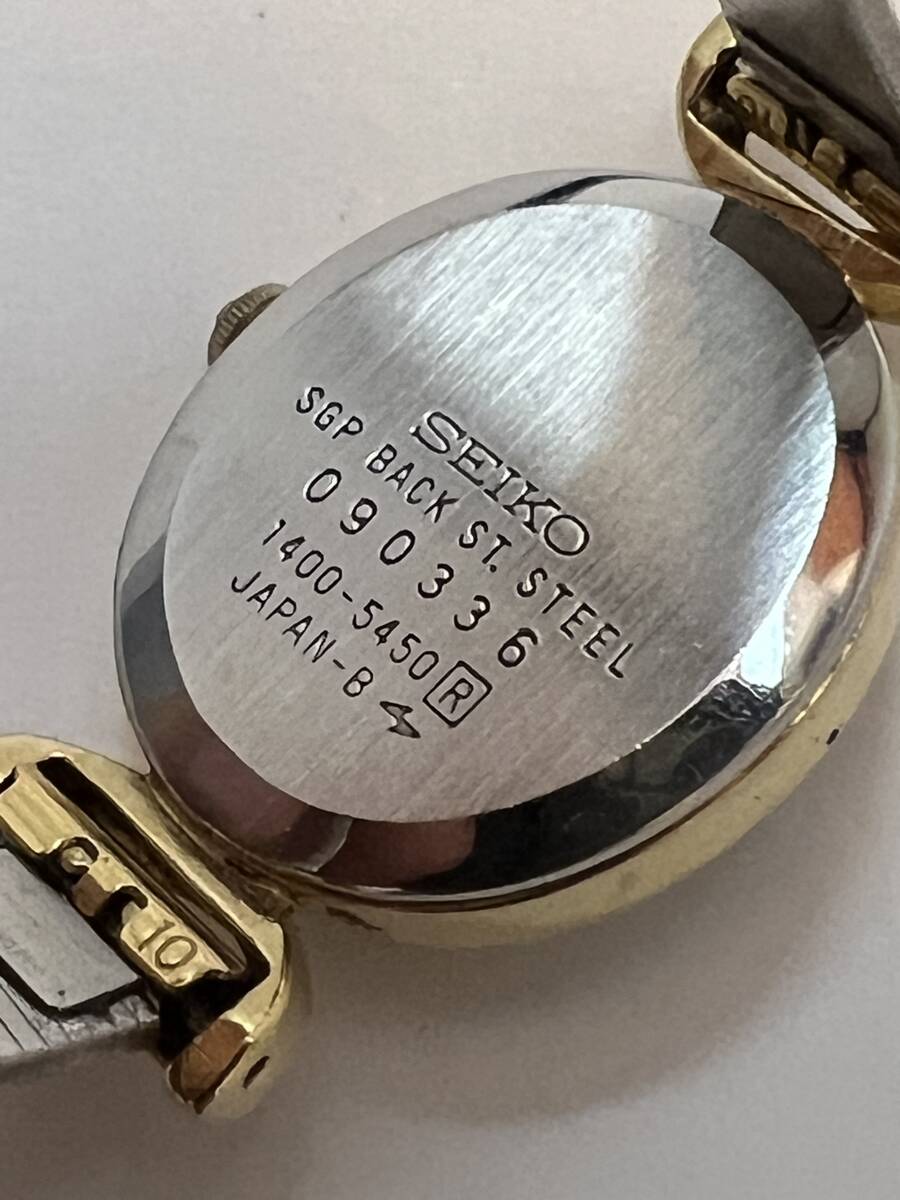 SEIKO
SGP BACK ST. STEEL
090336
1400-5450 R
JAPAN-B
10